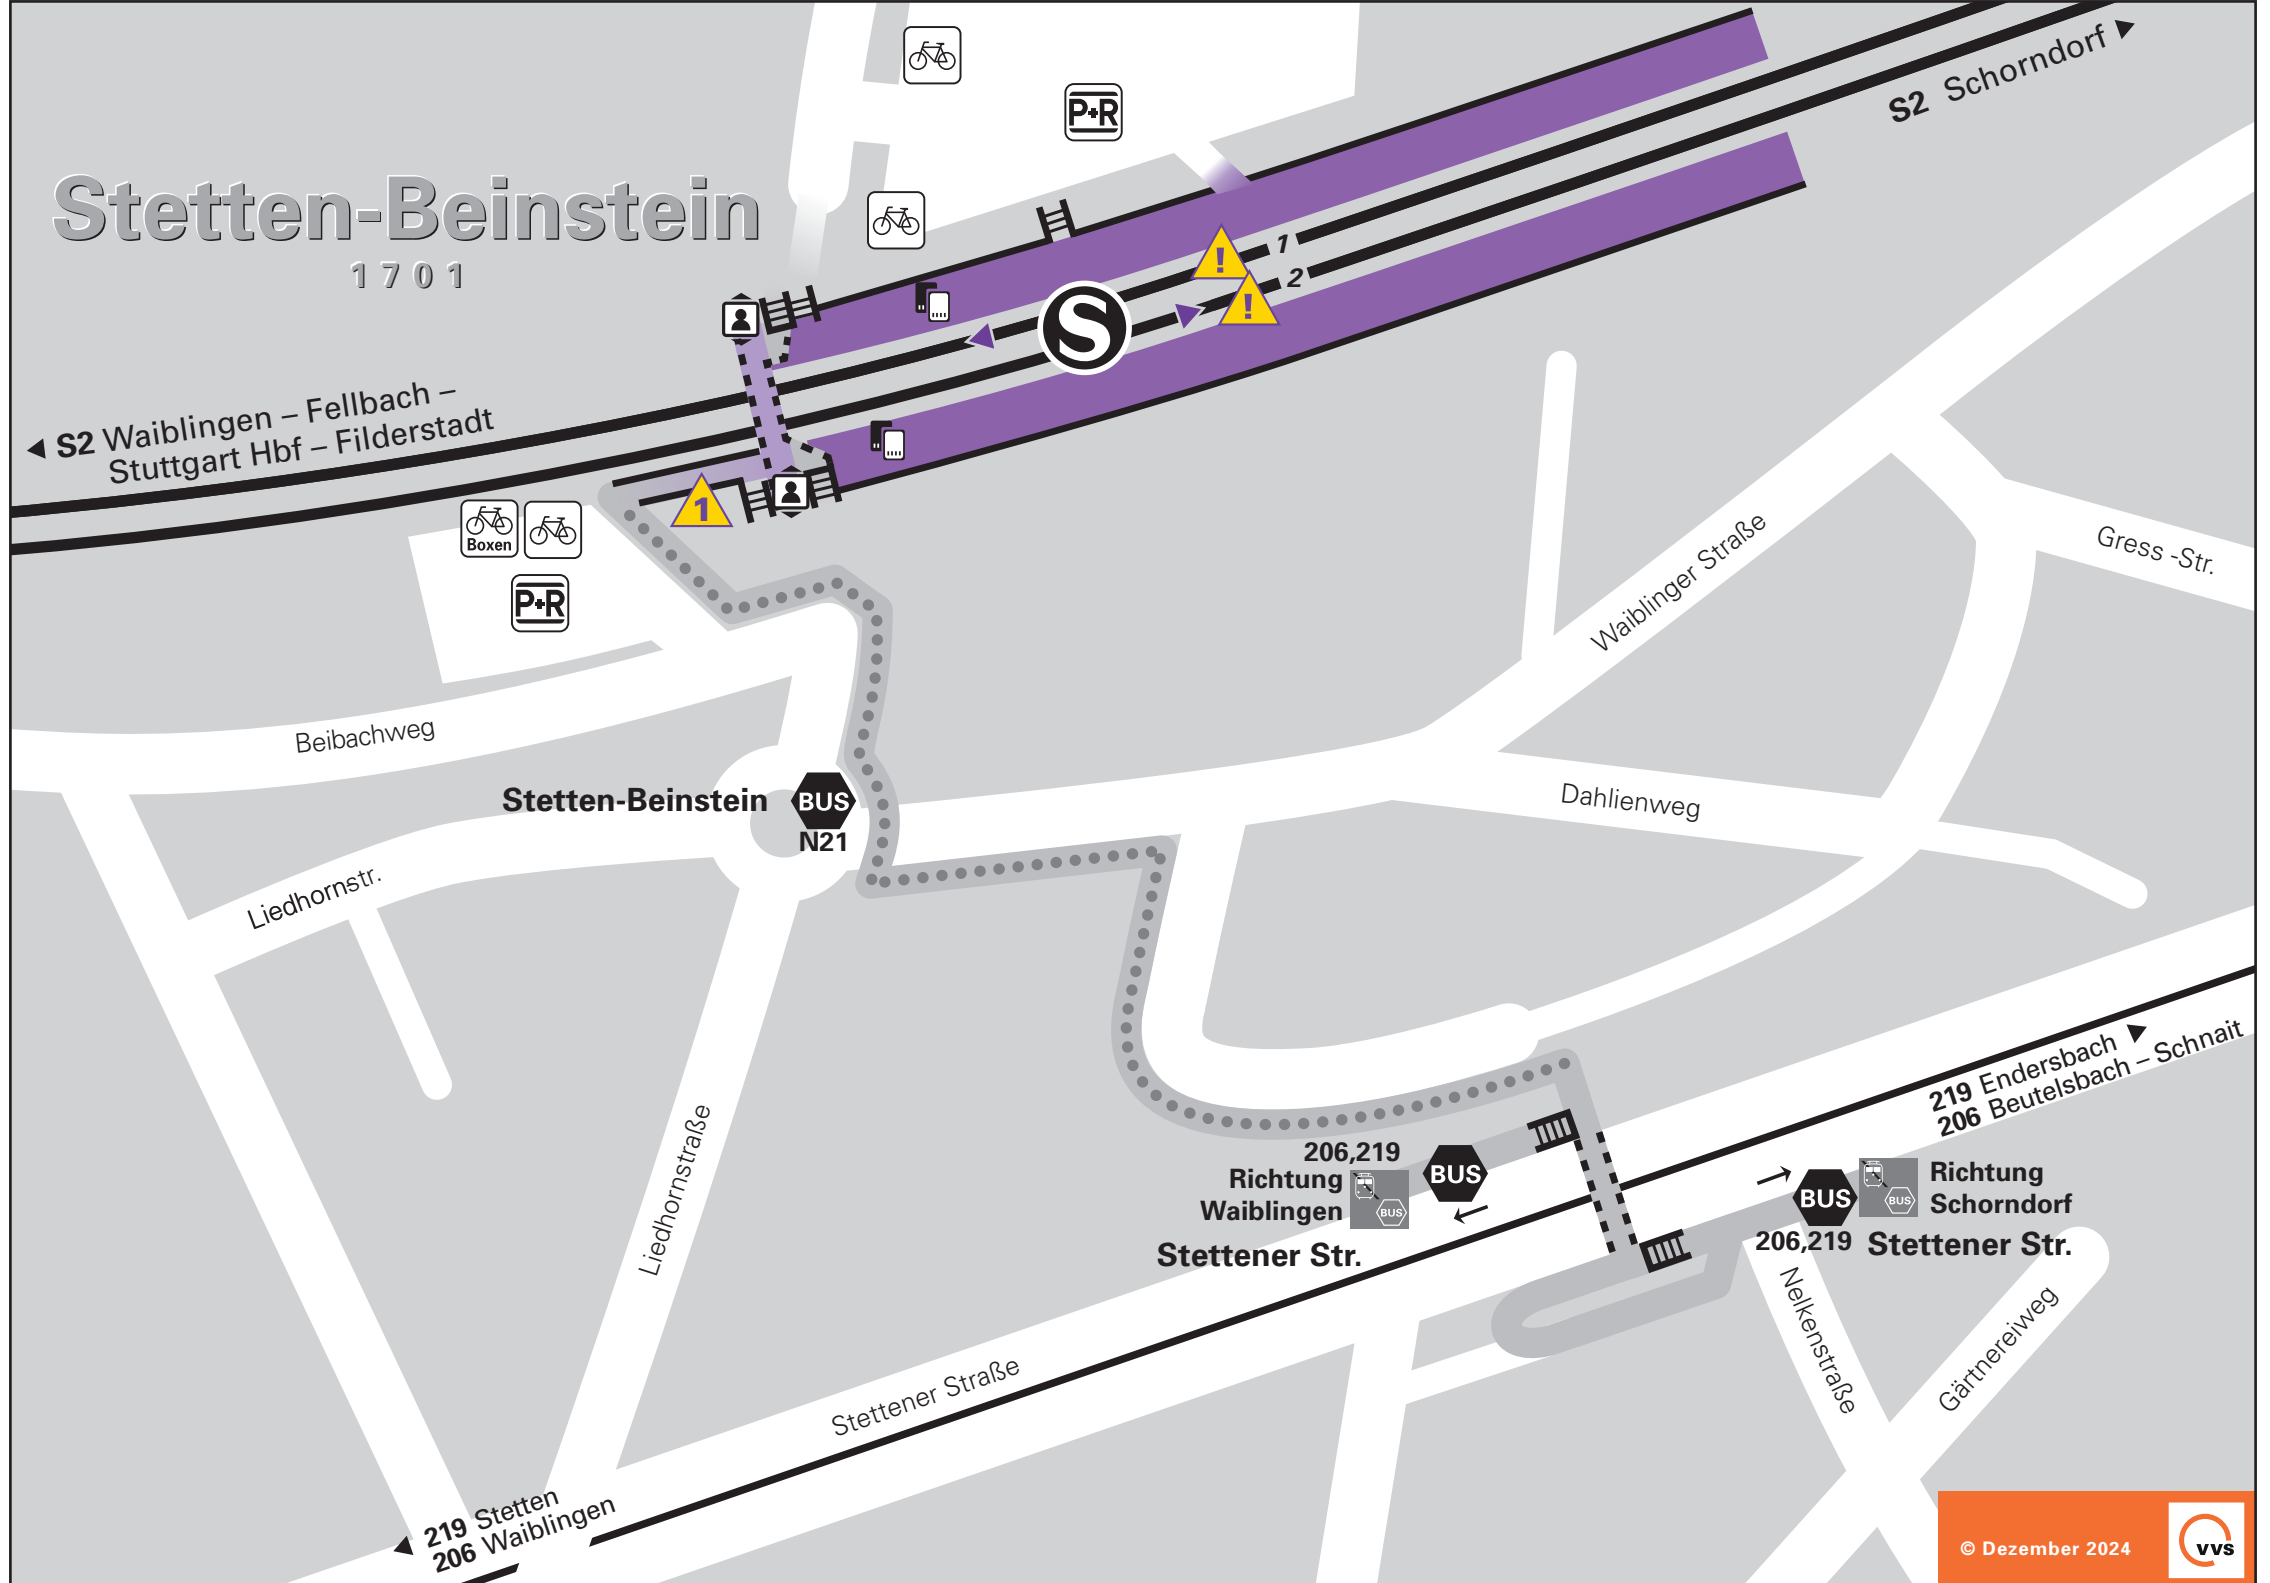 P+R
S2 Schorndorf
Stetten-Beinstein
1701
1
!
2
!
S
S2 Waiblingen – Fellbach –
Stuttgart Hbf – Filderstadt
1
Boxen
P+R
Gress -Str.
Waiblinger Straße
Beibachweg
Stetten-Beinstein
BUS
N21
Dahlienweg
Liedhornstr.
Liedhornstraße
219 Endersbach
206 Beutelsbach – Schnait
206,219
Richtung
Waiblingen
BUS
BUS
Stettener Str.
BUS
BUS
Richtung
Schorndorf
206,219
Stettener Str.
Nelkenstraße
Gärtnereiweg
Stettener Straße
219 Stetten
206 Waiblingen
© Dezember 2024
vvs